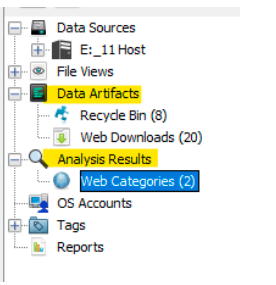 Data Sources
E:_11 Host
File Views
Data Artifacts
Recycle Bin (8)
Web Downloads (20)
Analysis Results
Web Categories (2)
OS Accounts
Tags
Reports